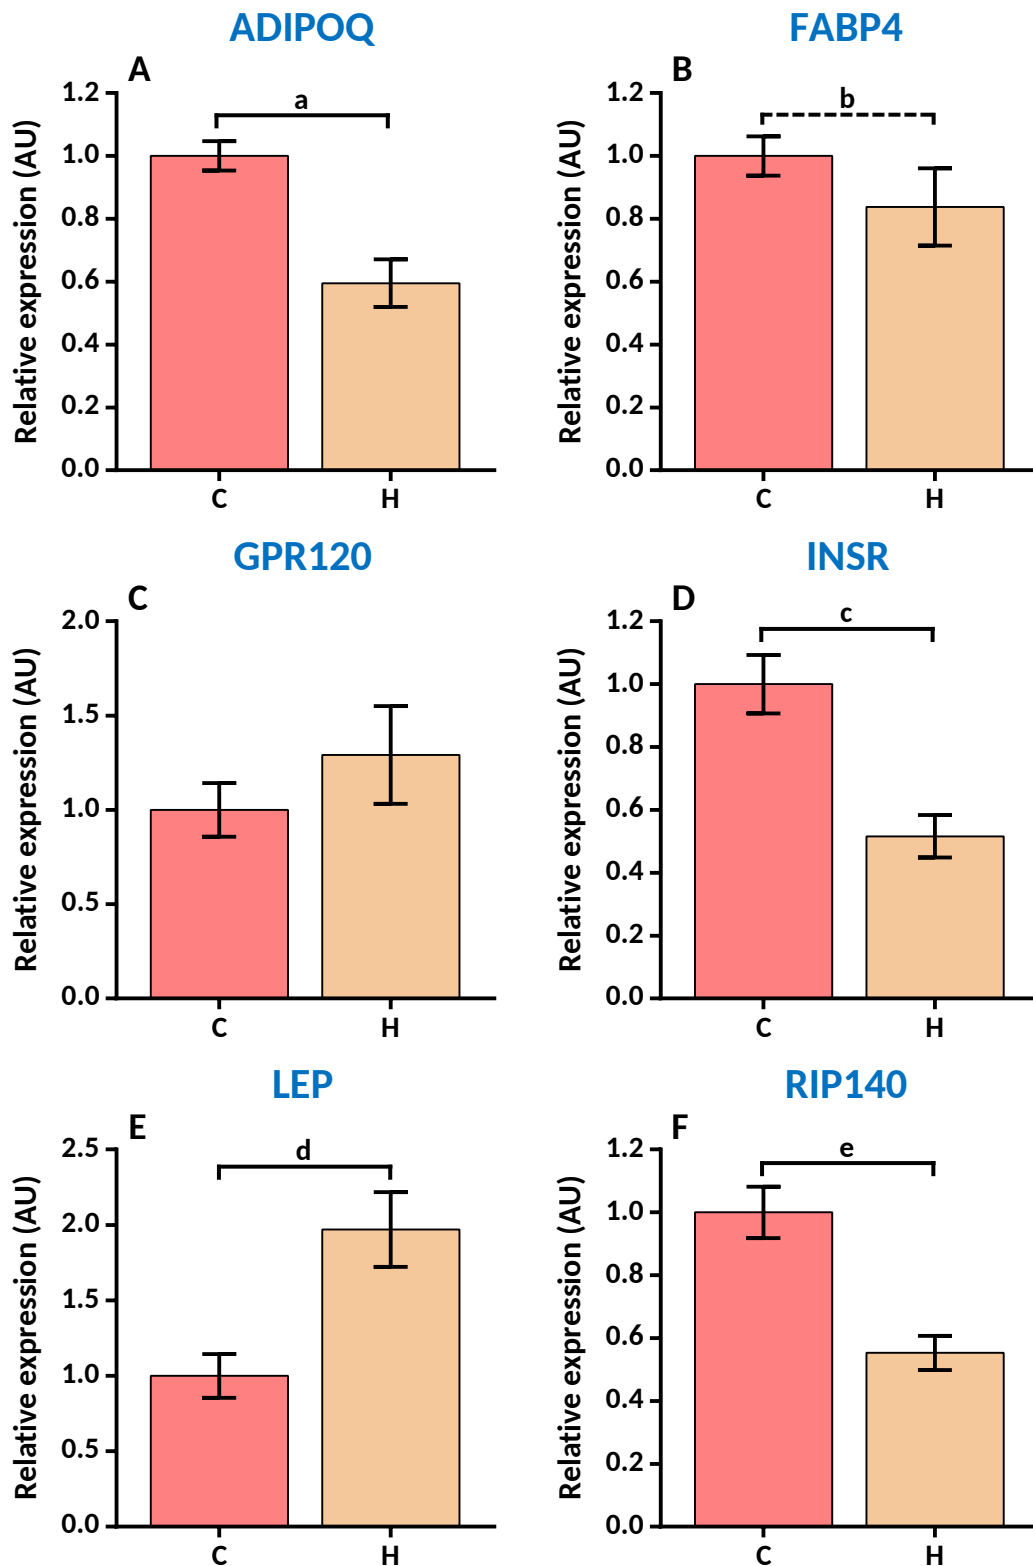 ADIPOQ
A
a
Relative expression (AU)
1.2
1.0
0.8
0.6
0.4
0.2
0.0
C
H
FABP4
B
b
Relative expression (AU)
1.2
1.0
0.8
0.6
0.4
0.2
0.0
C
H
GPR120
C
Relative expression (AU)
2.0
1.5
1.0
0.5
0.0
C
H
INSR
D
c
Relative expression (AU)
1.2
1.0
0.8
0.6
0.4
0.2
0.0
C
H
LEP
E
d
Relative expression (AU)
2.5
2.0
1.5
1.0
0.5
0.0
C
H
RIP140
F
e
Relative expression (AU)
1.2
1.0
0.8
0.6
0.4
0.2
0.0
C
H